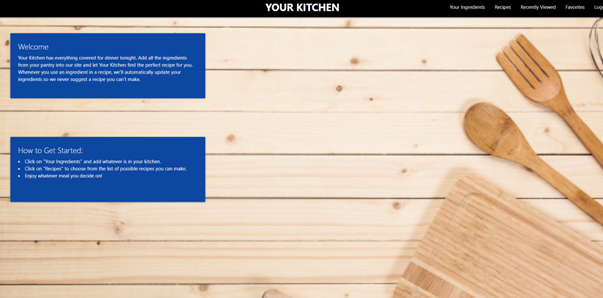 YOUR KITCHEN
Your Ingredients Recipes Recently Viewed Favorites
Welcome
Your Kitchen has everything covered for dinner tonight. Add all the ingredients
from your pantry into our site and let Your Kitchen find the perfect recipe for you.
Whenever you use an ingredient in a recipe, we'll automatically update your
ingredients so we never suggest a recipe you can't make.
How to Get Started:
• Click on "Your Ingredients" and add whatever is in your kitchen.
• Click on "Recipes" to choose from the list of possible recipes you can make.
• Enjoy whatever meal you decide on!